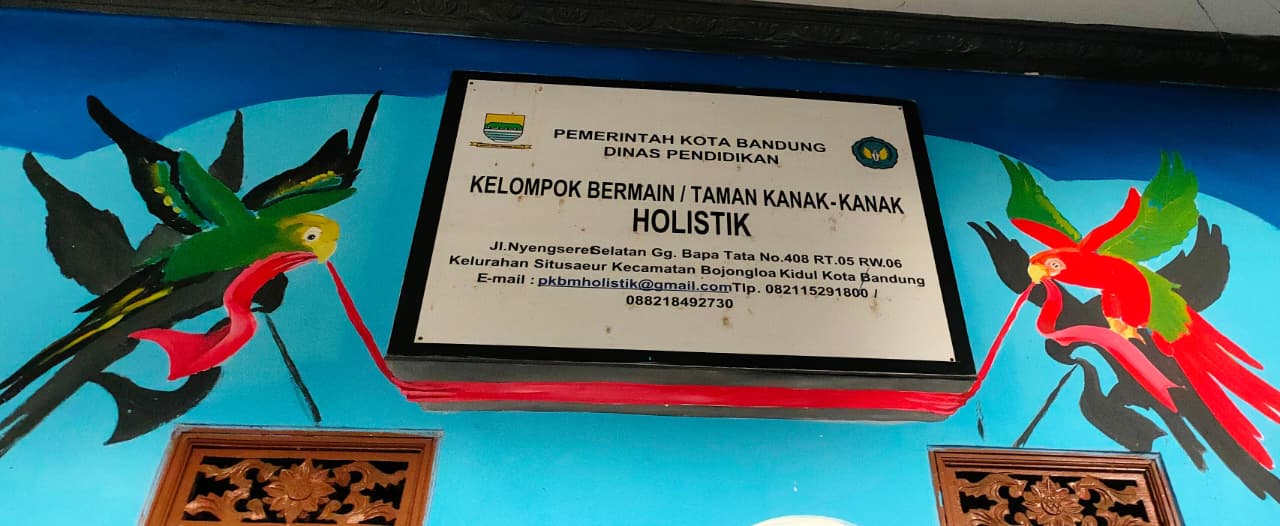 PEMERINTAH KOTA BANDUNG
DINAS PENDIDIKAN
KELOMPOK BERMAIN / TAMAN KANAK-KANAK
HOLISTIK
Jl.Nyengseret Selatan Gg. Bapa Tata No.408 RT.05 RW.06
Kelurahan Situsaeur Kecamatan Bojongloa Kidul Kota Bandung
E-mail : pkbmholistik@gmail.com Tlp. 082115291800 /
088218492730